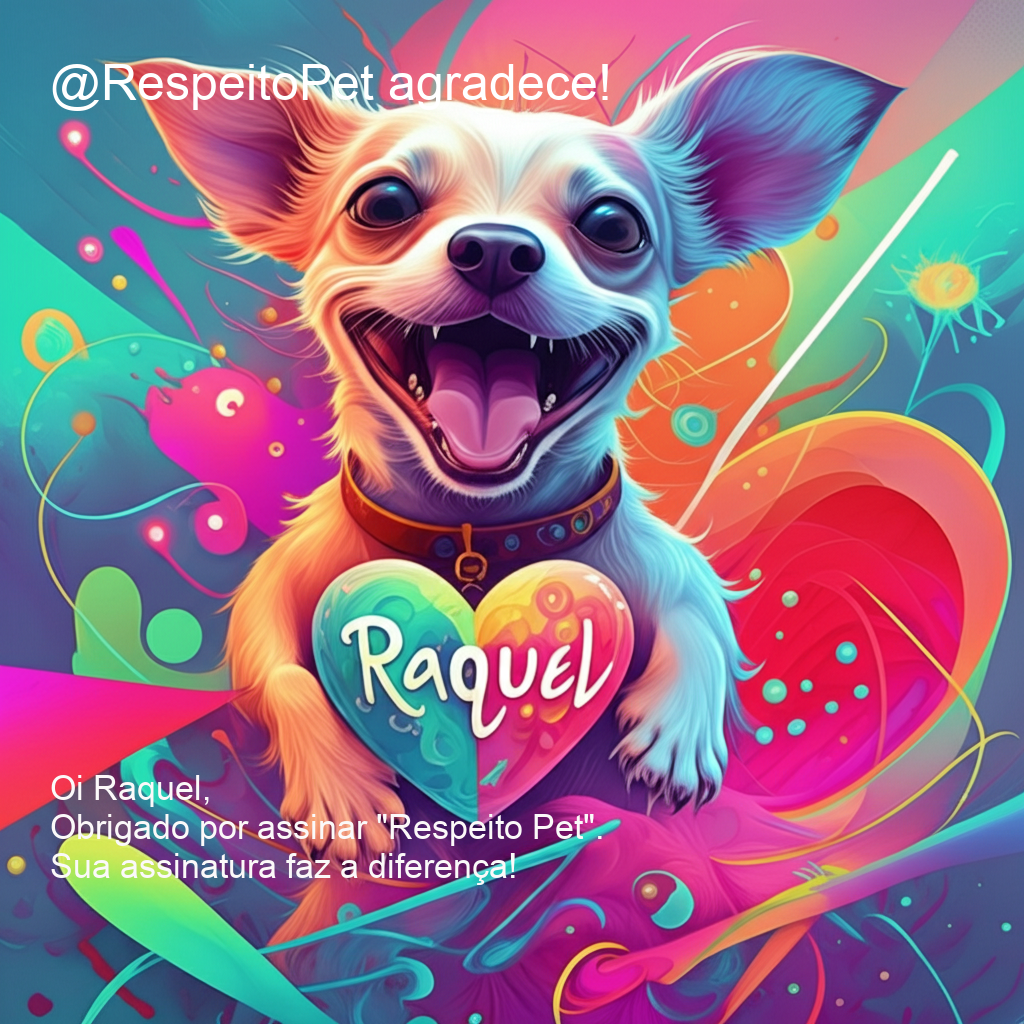 @RespeitoPet agradece!
RaqueL
Oi Raquel,
Obrigado por assinar "Respeito Pet".
Sua assinatura faz a diferença!